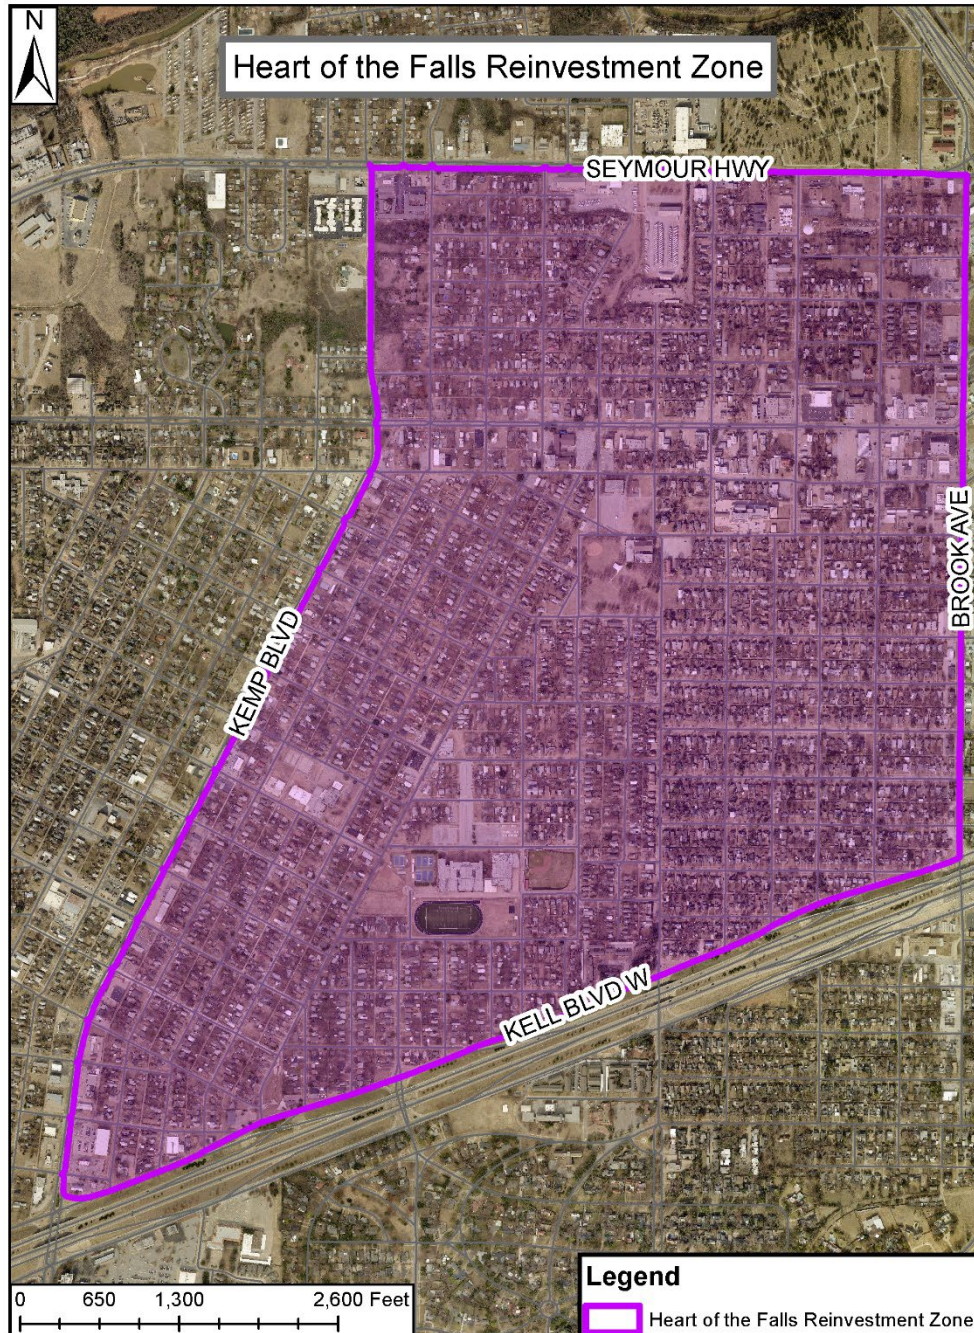 N
Heart of the Falls Reinvestment Zone
SEYMOUR HWY
BROOK AVE
KEMP BLVD
KELL BLVD W
0 650 1,300 2,600 Feet
Legend
Heart of the Falls Reinvestment Zone